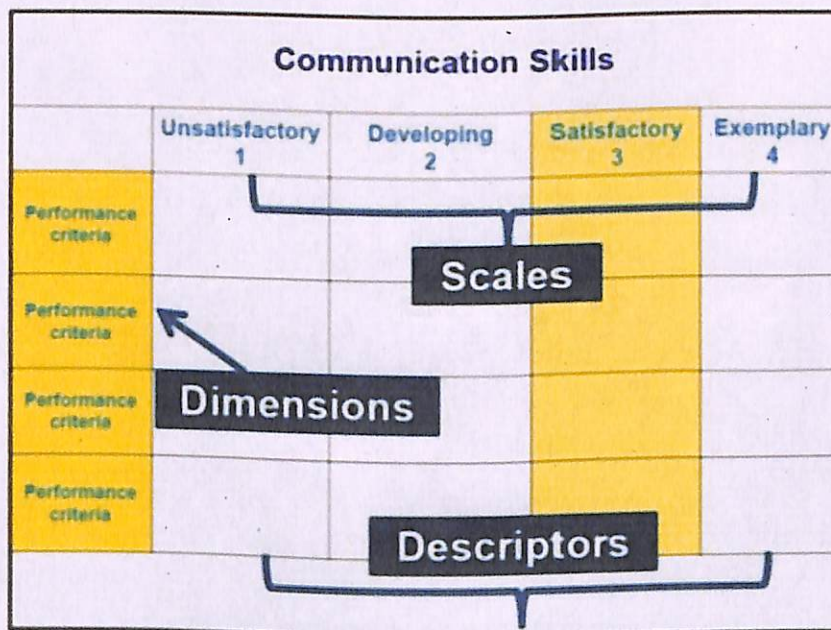 Communication Skills
Unsatisfactory
1
Developing
2
Satisfactory
3
Exemplary
4
Performance
criteria
Scales
Performance
criteria
Dimensions
Performance
criteria
Performance
criteria
Descriptors